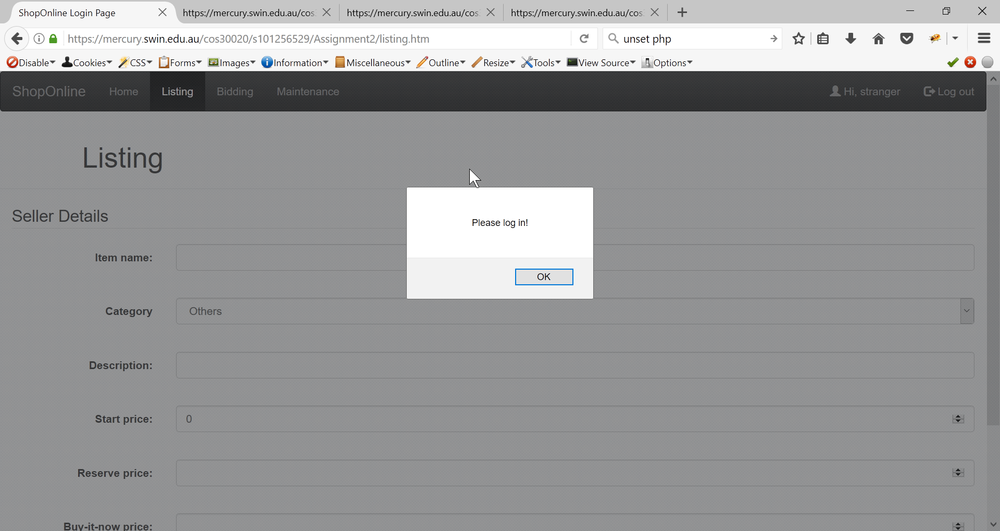 ShopOnline Login Page
https://mercury.swin.edu.au/cos
https://mercury.swin.edu.au/cos
https://mercury.swin.edu.au/cos
https://mercury.swin.edu.au/cos30020/s101256529/Assignment2/listing.htm
unset php
Disable Cookies CSS Forms Images Information Miscellaneous Outline Resize Tools View Source Options
ShopOnline Home Listing Bidding Maintenance Hi, stranger Log out
Listing
Please log in!
OK
Seller Details
Item name:
Category Others
Description:
Start price: 0
Reserve price:
Buy-it-now price: